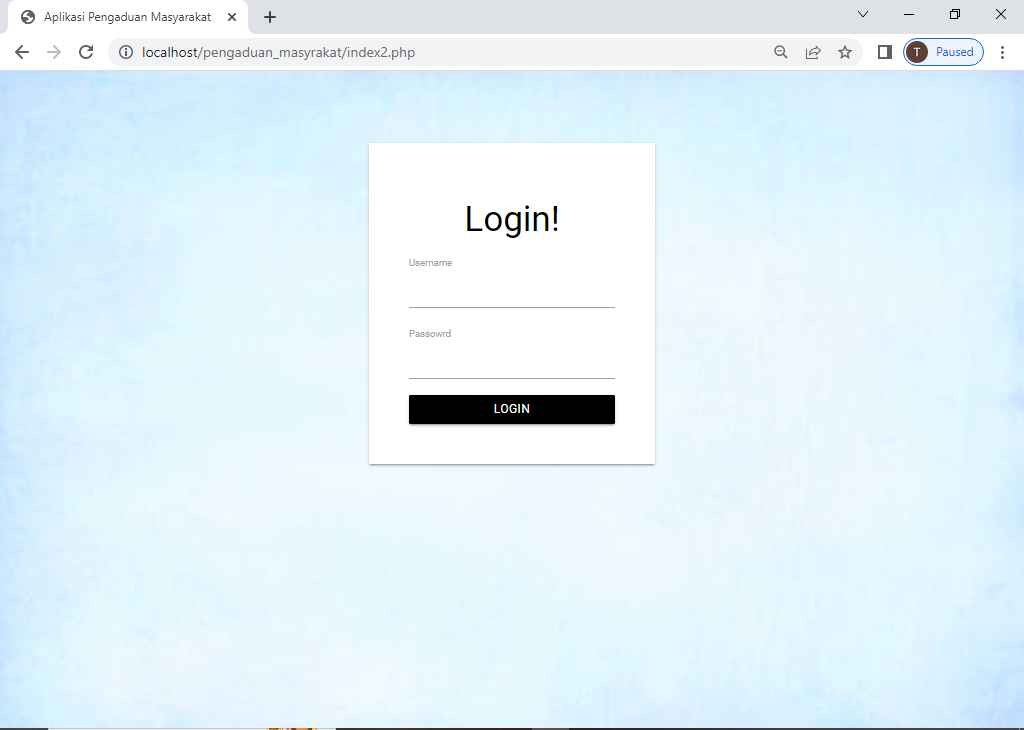 Aplikasi Pengaduan Masyarakat
localhost/pengaduan_masyrakat/index2.php
T Paused
Login!
Username
Passowrd
LOGIN